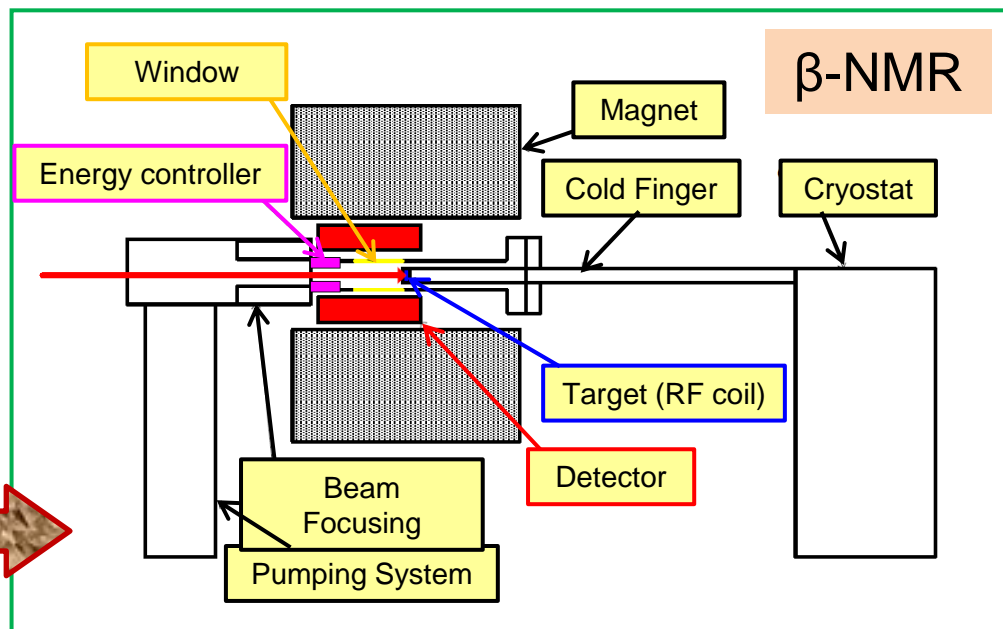 β-NMR
Window
Magnet
Energy controller
Cold Finger
Cryostat
Target (RF coil)
Detector
Beam
Focusing
Pumping System